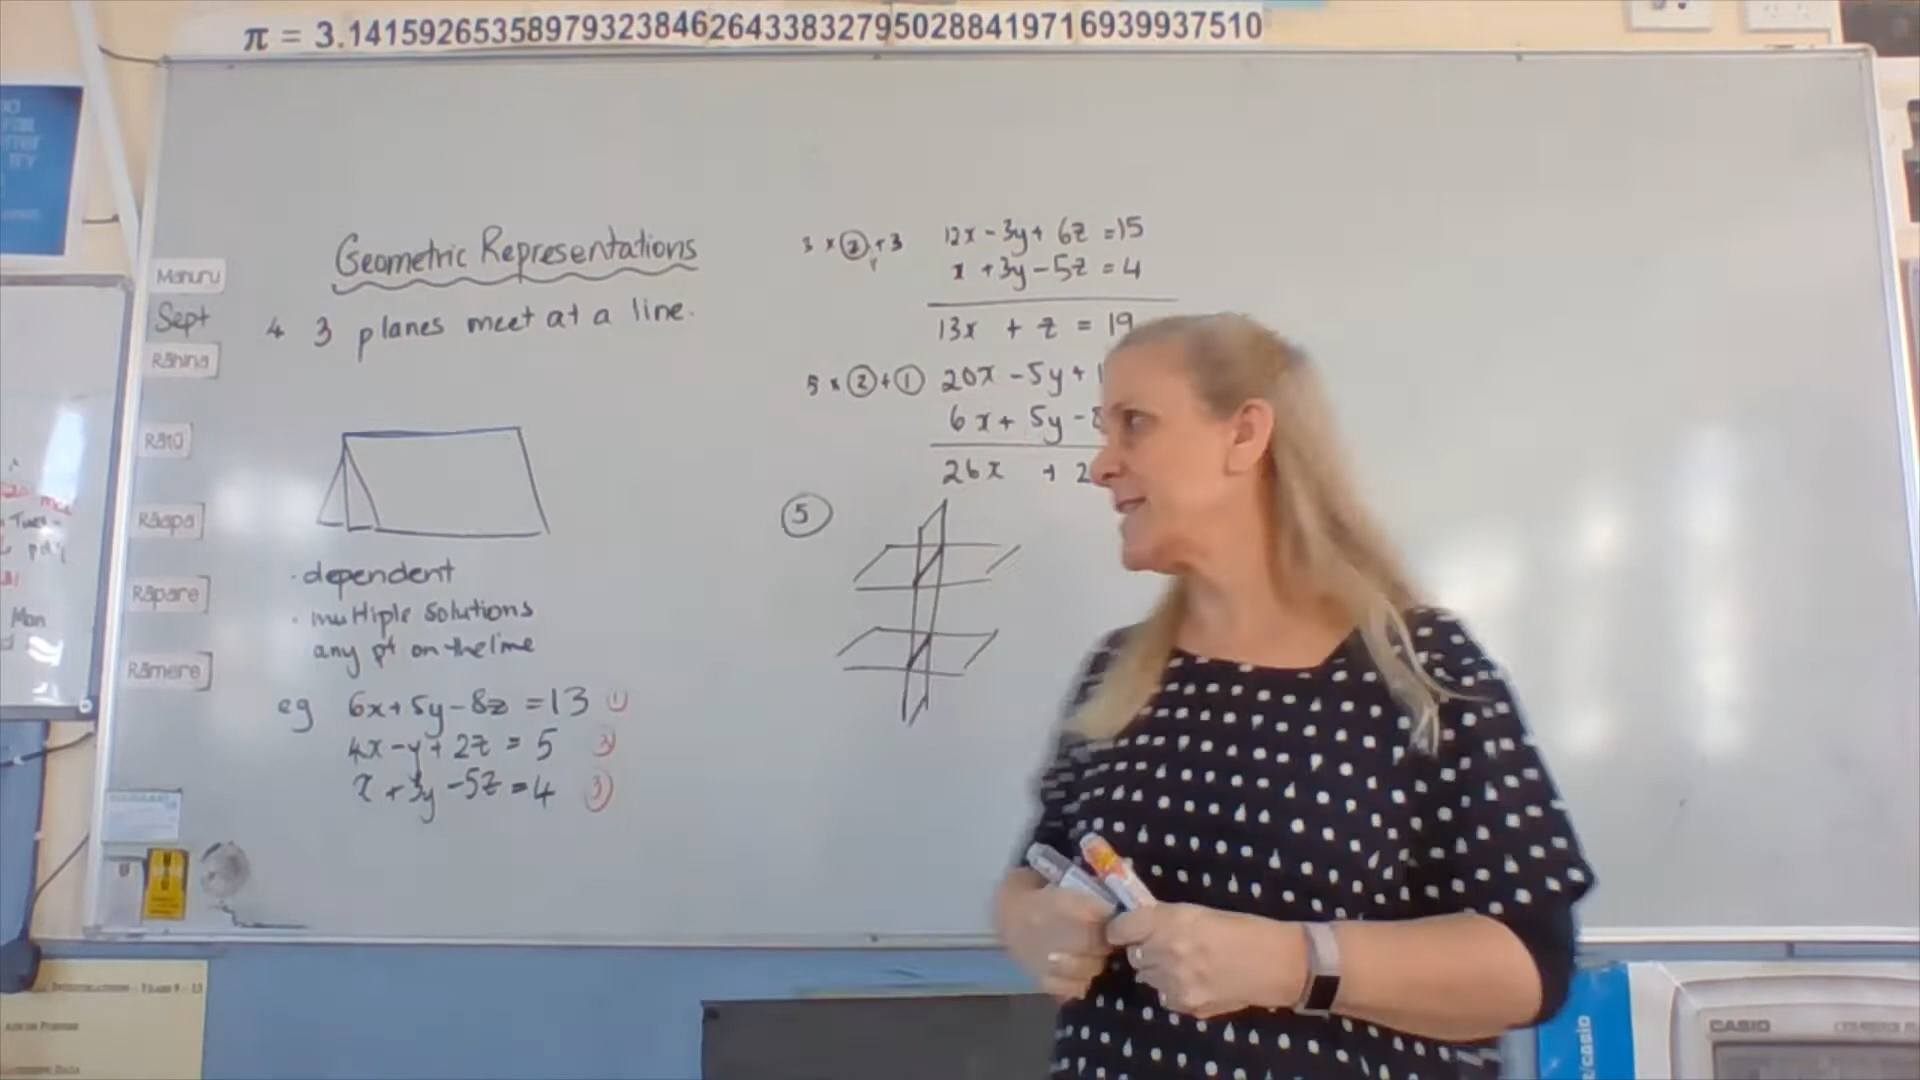 π = 3.14159265358979323846264338327950288419716939937510
Geometric Representations
4 3 planes meet at a line.
· dependent
· multiple solutions
any pt on the line
eg 6x+5y-8z =13 ①
4x-y+2z = 5
x +3y -5z = 4 ③
3 × ② + 3 12x - 3y + 6z = 15
x + 3y - 5z = 4
13x + z = 19
5 × ② + ① 20x - 5y +
6x + 5y -
26x + 2
⑤
Sept
Rāhina
Rātū
Rāapa
Rāpare
Rāmere
Mon
CASIO